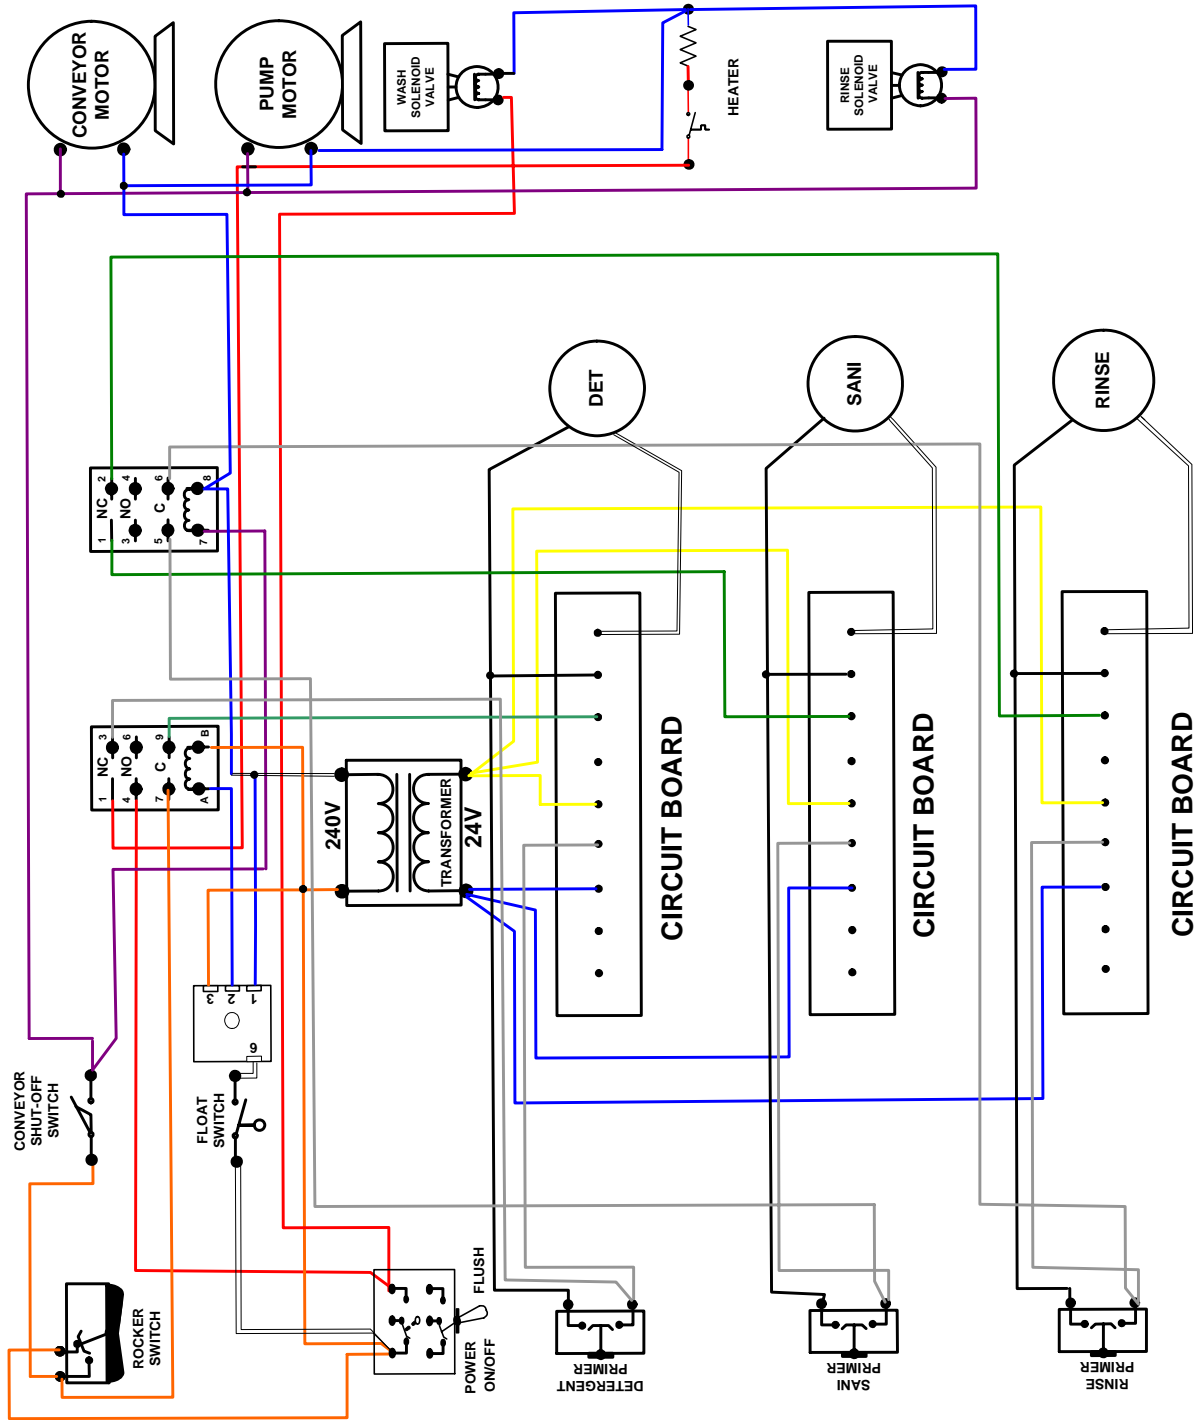 CONVEYOR
MOTOR
PUMP
MOTOR
WASH
SOLENOID
VALVE
HEATER
RINSE
SOLENOID
VALVE
DET
SANI
RINSE
2
4
6
8
NC
NO
C
1
3
5
7
3
6
9
B
NC
NO
C
1
4
7
A
240V
TRANSFORMER
24V
CIRCUIT BOARD
CIRCUIT BOARD
CIRCUIT BOARD
3
2
1
6
CONVEYOR
SHUT-OFF
SWITCH
FLOAT
SWITCH
ROCKER
SWITCH
FLUSH
POWER
ON/OFF
DETERGENT
PRIMER
SANI
PRIMER
RINSE
PRIMER